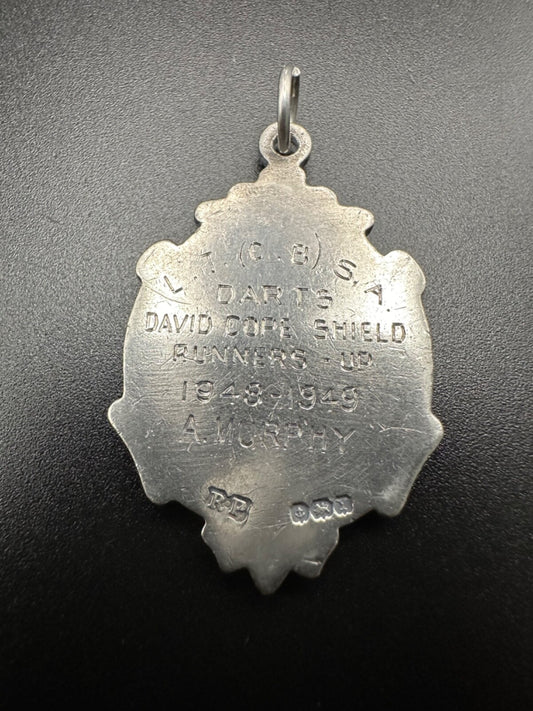 L.T. (C.B) S.A.
DARTS
DAVID COPE SHIELD
RUNNERS-UP
1948-1949
A. MURPHY